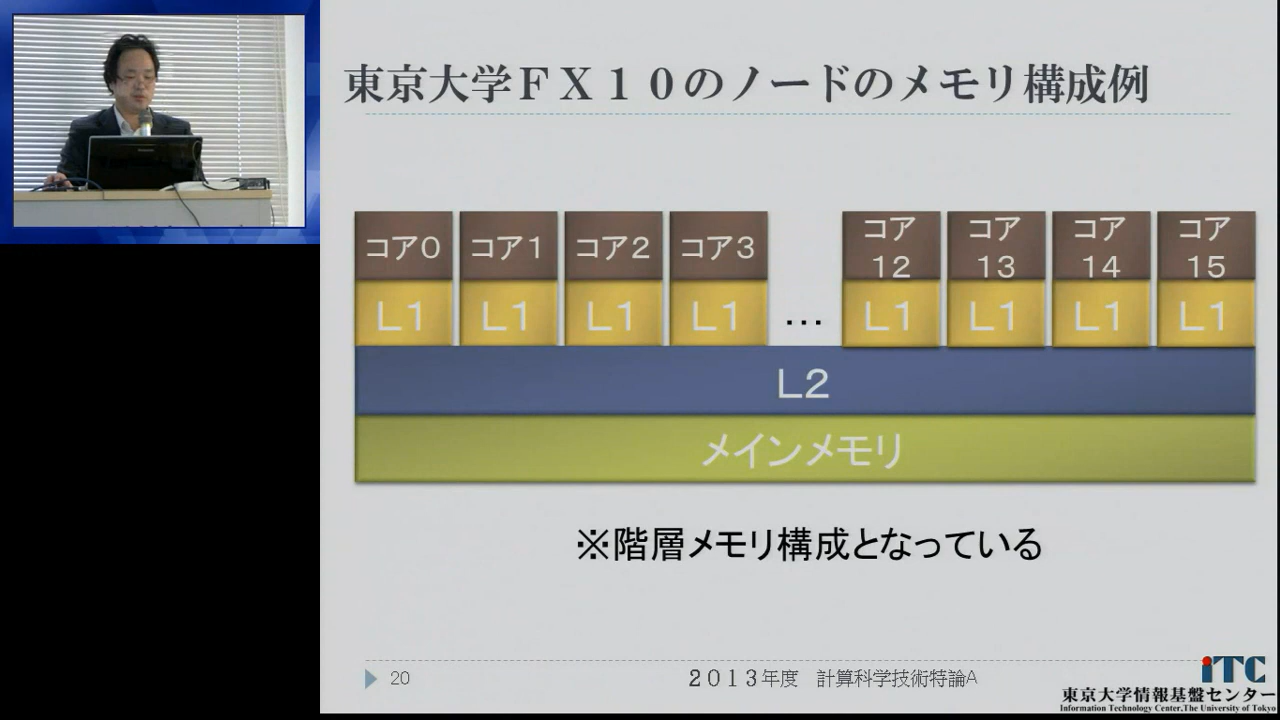 東京大学ＦＸ１０のノードのメモリ構成例
コア0
コア1
コア2
コア3
コア
12
コア
13
コア
14
コア
15
L1
L1
L1
L1
…
L1
L1
L1
L1
L2
メインメモリ
※階層メモリ構成となっている
20
２０１３年度　計算科学技術特論A
iTC
東京大学情報基盤センター
Information Technology Center,The University of Tokyo